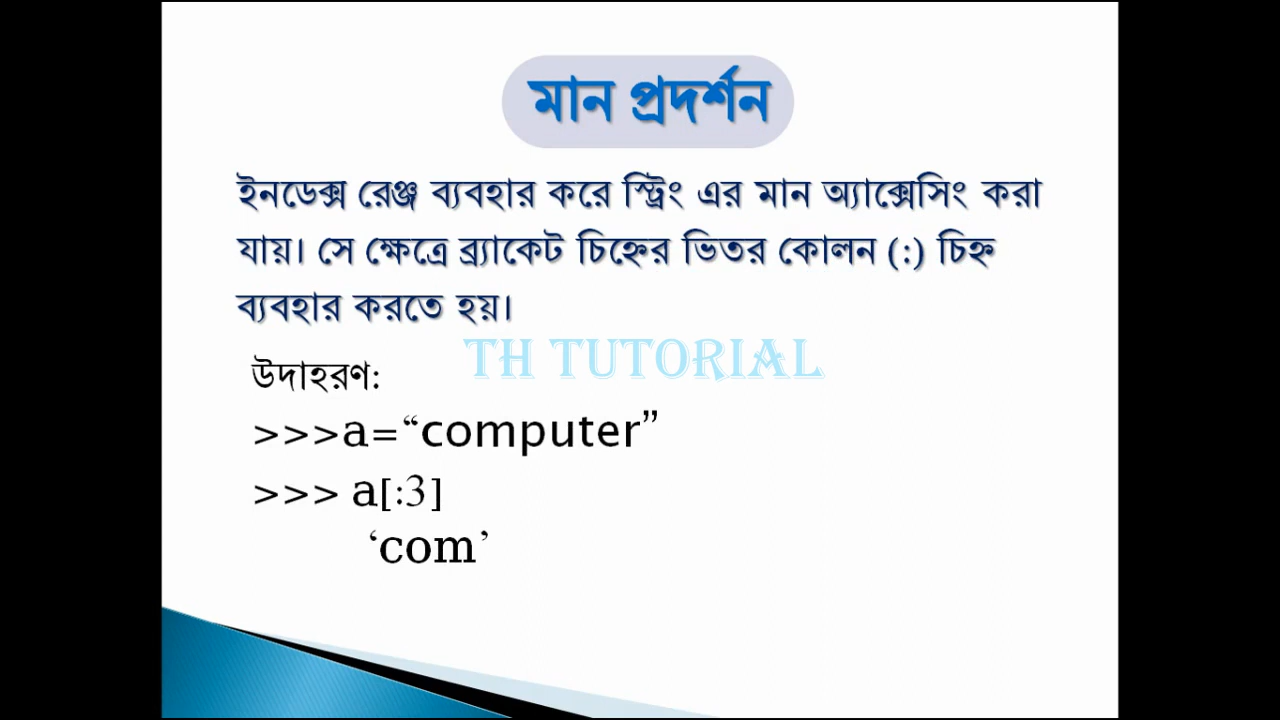 মান প্রদর্শন
ইনডেক্স রেঞ্জ ব্যবহার করে স্ট্রিং এর মান অ্যাক্সেসিং করা
যায়। সে ক্ষেত্রে ব্র্যাকেট চিহ্নের ভিতর কোলন (:) চিহ্ন
ব্যবহার করতে হয়।
TH TUTORIAL
উদাহরণ:
>>>a=“computer”
>>> a[:3]
‘com’